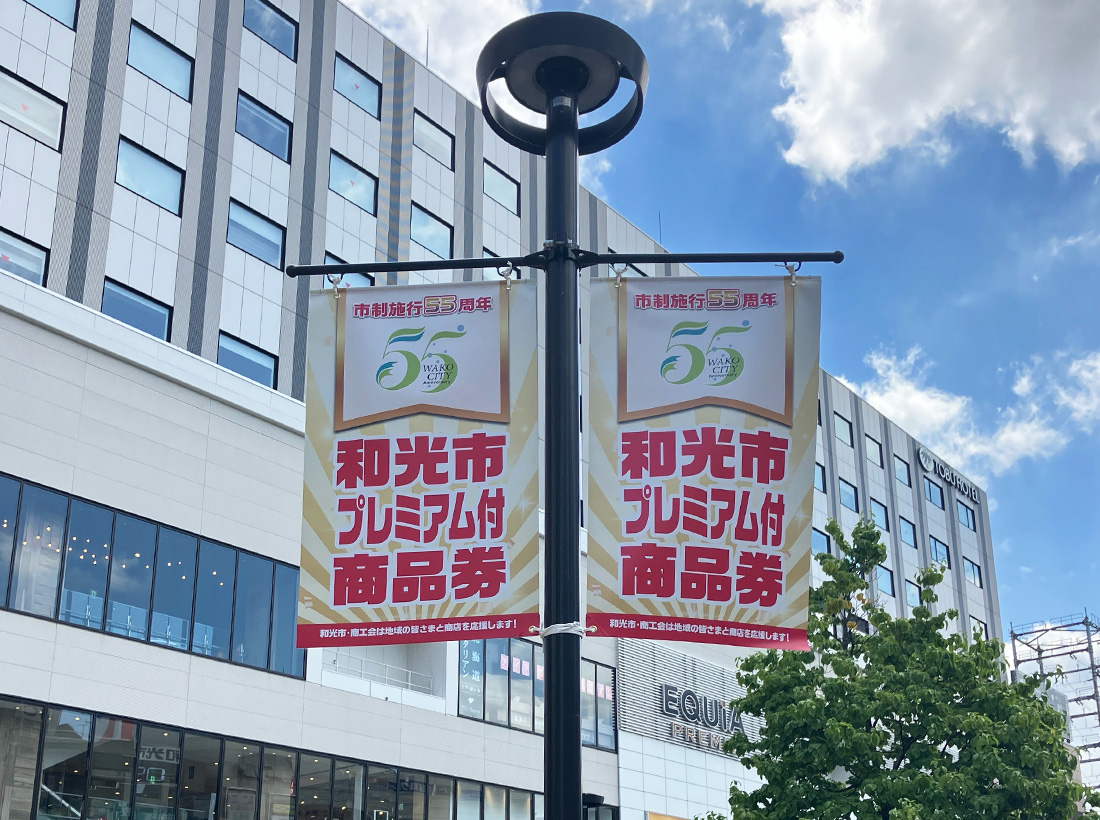 市制施行55周年
55
WAKO
CITY
Anniversary
和光市
プレミアム付
商品券
和光市・商工会は地域の皆さまと商店を応援します!
市制施行55周年
55
WAKO
CITY
Anniversary
和光市
プレミアム付
商品券
和光市・商工会は地域の皆さまと商店を応援します!
TOBU HOTEL
EQUiA
PREM